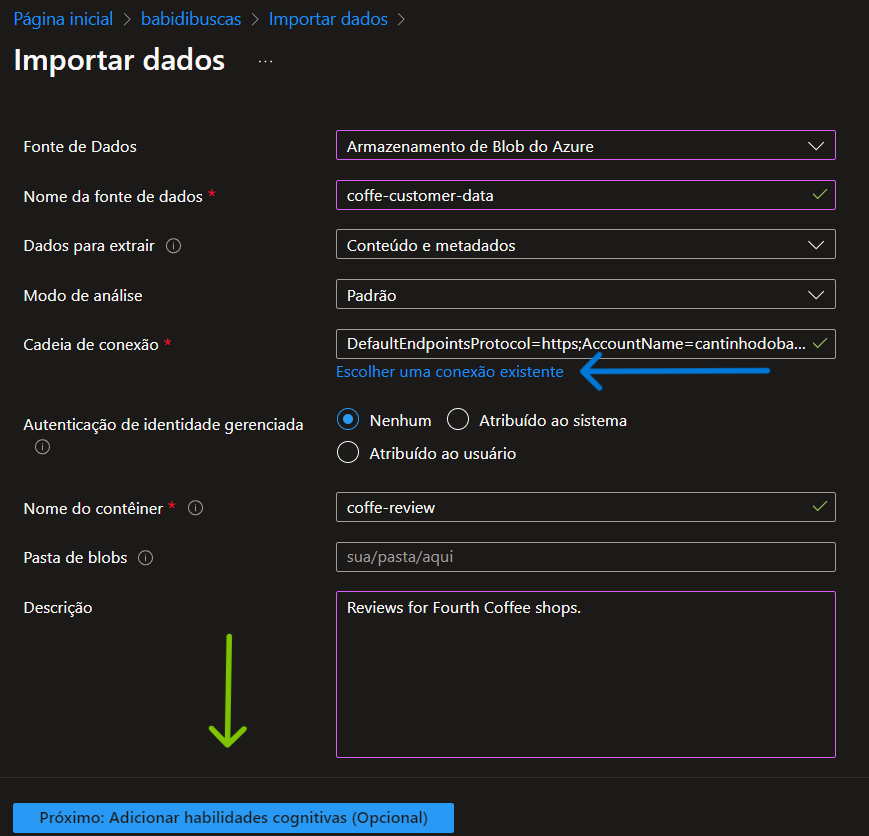 Página inicial > babidibuscas > Importar dados >
Importar dados ...
Fonte de Dados Armazenamento de Blob do Azure
Nome da fonte de dados * coffe-customer-data
Dados para extrair Conteúdo e metadados
Modo de análise Padrão
Cadeia de conexão * DefaultEndpointsProtocol=https;AccountName=cantinhodoba...
Escolher uma conexão existente
Autenticação de identidade gerenciada Nenhum Atribuído ao sistema
Atribuído ao usuário
Nome do contêiner * coffe-review
Pasta de blobs sua/pasta/aqui
Descrição Reviews for Fourth Coffee shops.
Próximo: Adicionar habilidades cognitivas (Opcional)